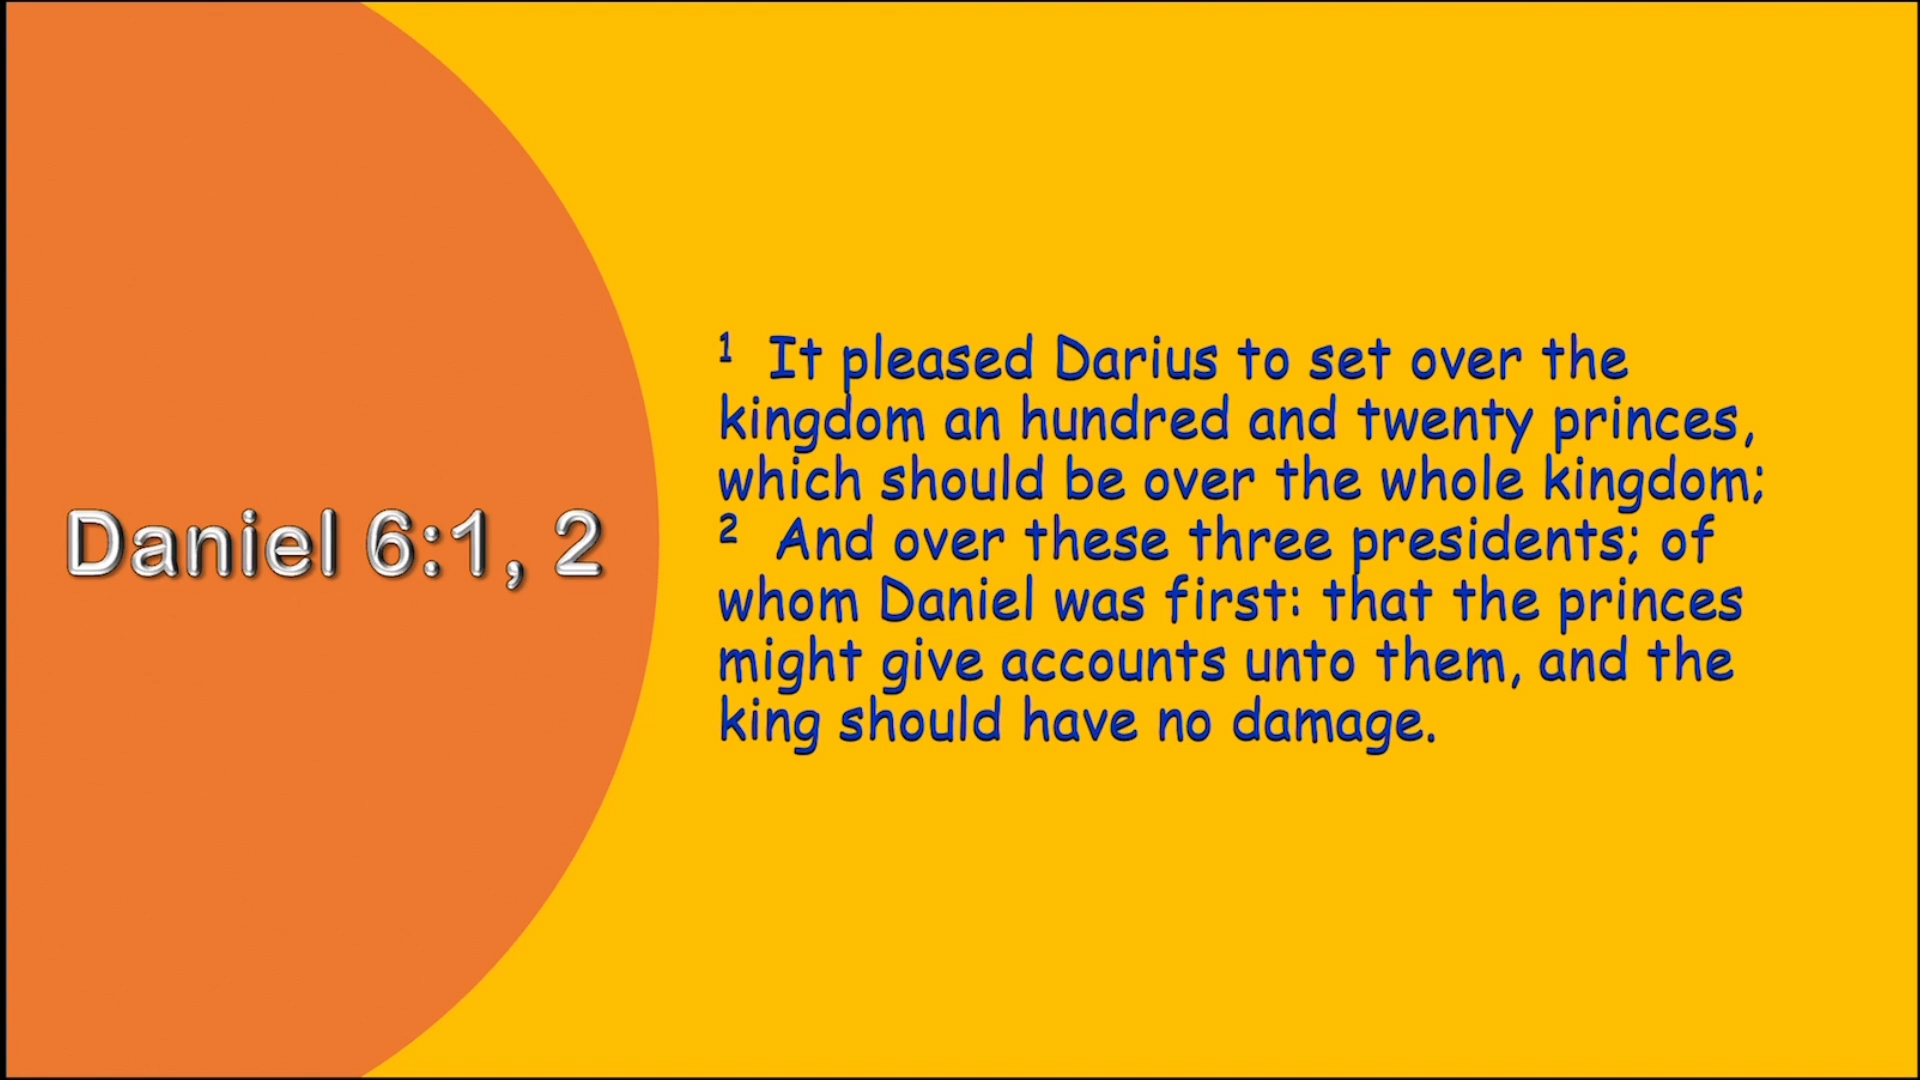 Daniel 6:1, 2
1 It pleased Darius to set over the
kingdom an hundred and twenty princes,
which should be over the whole kingdom;
2 And over these three presidents; of
whom Daniel was first: that the princes
might give accounts unto them, and the
king should have no damage.